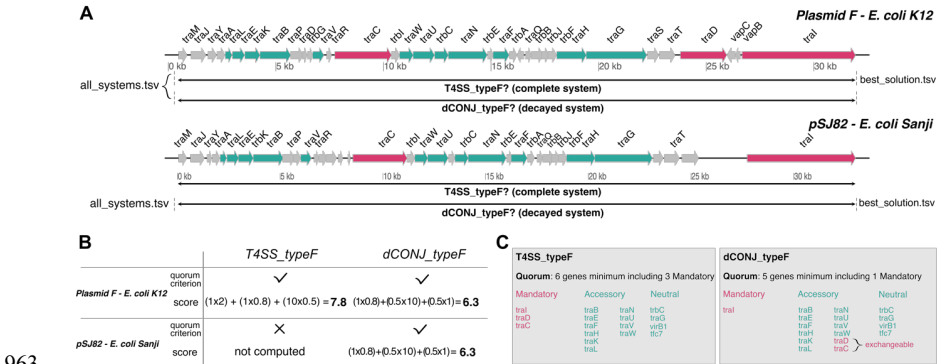 A
Plasmid F - E. coli K12
traM traJ traY traA traL traE traK traB traP traV traR traC trbI traW traU trbC traN trbE traF trbA traQ trbJ trbF traH traG traS traT traD vapC vapB traI
0 kb 5 kb 10 kb 15 kb 20 kb 25 kb 30 kb
all_systems.tsv
best_solution.tsv
T4SS_typeF? (complete system)
dCONJ_typeF? (decayed system)
pSJ82 - E. coli Sanji
traM traJ traY traA traL traE trbK traB traP traV traR traC trbI traW traU trbC traN trbE traF trbA traQ trbJ trbF traH traG traT traI
0 kb 5 kb 10 kb 15 kb 20 kb 25 kb 30 kb
T4SS_typeF? (complete system)
all_systems.tsv
best_solution.tsv
dCONJ_typeF? (decayed system)
B
T4SS_typeF dCONJ_typeF
Plasmid F - E. coli K12
quorum criterion ✓ ✓
score (1x2) + (1x0.8) + (10x0.5) = 7.8 (1x0.8)+(0.5x10)+(0.5x1)= 6.3
pSJ82 - E. coli Sanji
quorum criterion ✗ ✓
score not computed (1x0.8)+(0.5x10)+(0.5x1)= 6.3
C
T4SS_typeF
Quorum: 6 genes minimum including 3 Mandatory
Mandatory Accessory Neutral
traI traB traN trbC
traD traE traU traG
traC traF traV virB1
traH traW tfc7
traK
traL
dCONJ_typeF
Quorum: 5 genes minimum including 1 Mandatory
Mandatory Accessory Neutral
traI traB traN trbC
traE traU traG
traF traV virB1
traH traW tfc7
traK traD
traL traC
exchangeable
963